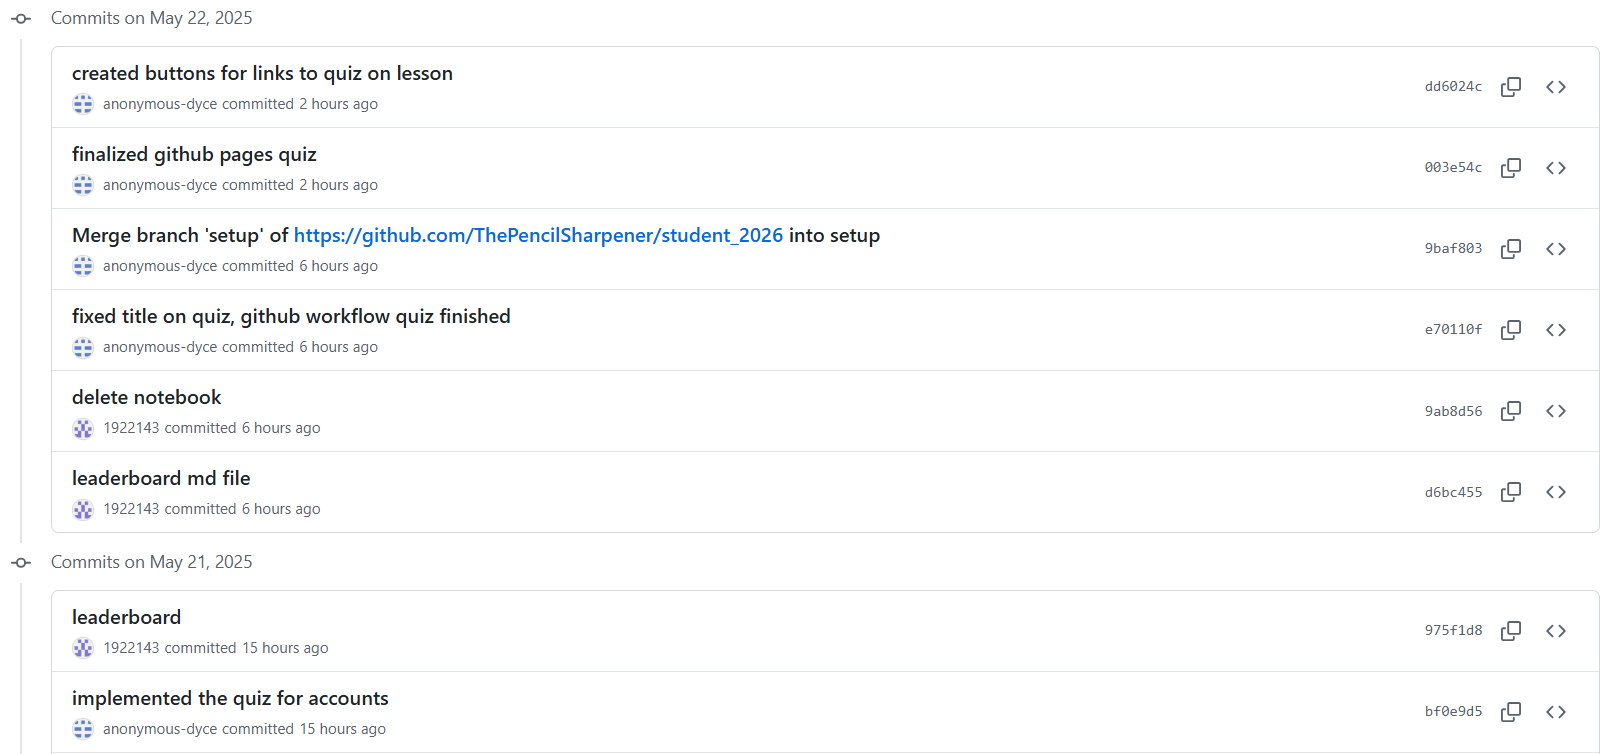 Commits on May 22, 2025
created buttons for links to quiz on lesson
dd6024c
anonymous-dyce committed 2 hours ago
finalized github pages quiz
003e54c
anonymous-dyce committed 2 hours ago
Merge branch 'setup' of https://github.com/ThePencilSharpener/student_2026 into setup
9baf803
anonymous-dyce committed 6 hours ago
fixed title on quiz, github workflow quiz finished
e70110f
anonymous-dyce committed 6 hours ago
delete notebook
9ab8d56
1922143 committed 6 hours ago
leaderboard md file
d6bc455
1922143 committed 6 hours ago
Commits on May 21, 2025
leaderboard
975f1d8
1922143 committed 15 hours ago
implemented the quiz for accounts
bf0e9d5
anonymous-dyce committed 15 hours ago